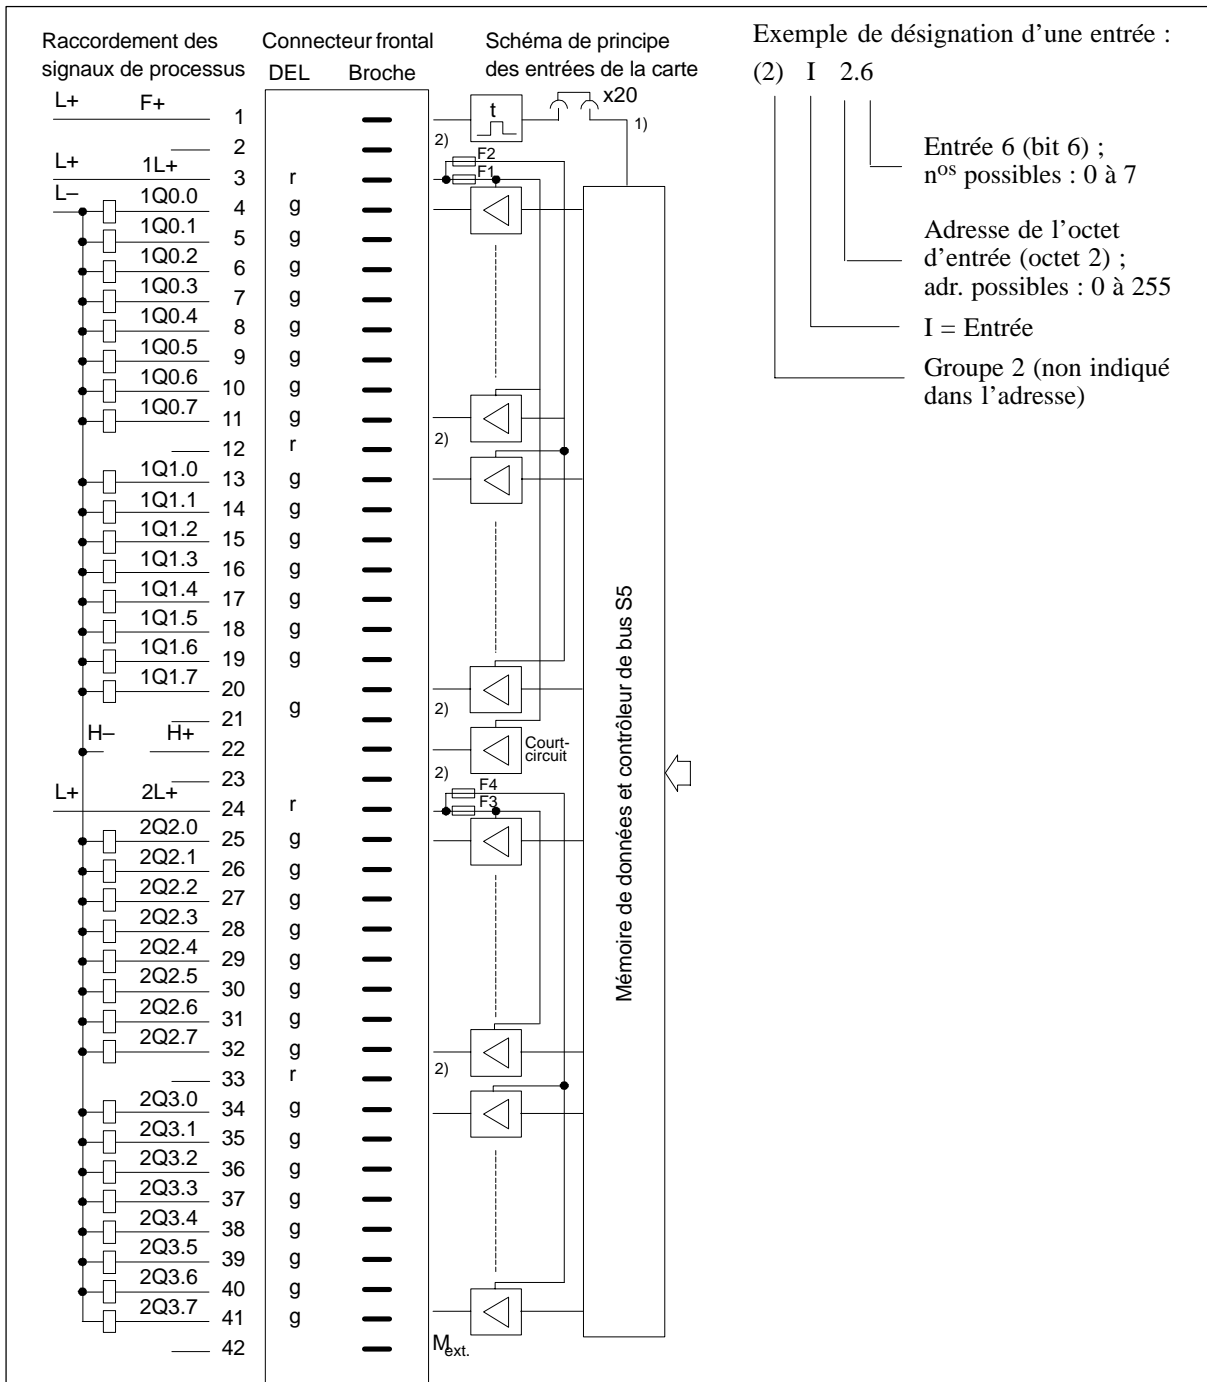 Raccordement des
signaux de processus
Connecteur frontal
DEL Broche
Schéma de principe
des entrées de la carte
Exemple de désignation d'une entrée :
(2) I 2.6
Entrée 6 (bit 6) ;
nos possibles : 0 à 7
Adresse de l'octet
d'entrée (octet 2) ;
adr. possibles : 0 à 255
I = Entrée
Groupe 2 (non indiqué
dans l'adresse)
L+ F+ 1 t x20 1)
2 2)
F2
L+ 1L+ 3 r F1
L– 1Q0.0 4 g
1Q0.1 5 g
1Q0.2 6 g
1Q0.3 7 g
1Q0.4 8 g
1Q0.5 9 g
1Q0.6 10 g
1Q0.7 11 g
12 r 2)
1Q1.0 13 g
1Q1.1 14 g
1Q1.2 15 g
1Q1.3 16 g
1Q1.4 17 g
1Q1.5 18 g
1Q1.6 19 g
1Q1.7 20
g 2)
21
H– H+ 22 Court-
circuit
23 2)
F4
L+ 2L+ 24 r F3
2Q2.0 25 g
2Q2.1 26 g
2Q2.2 27 g
2Q2.3 28 g
2Q2.4 29 g
2Q2.5 30 g
2Q2.6 31 g
2Q2.7 32 g
33 r 2)
2Q3.0 34 g
2Q3.1 35 g
2Q3.2 36 g
2Q3.3 37 g
2Q3.4 38 g
2Q3.5 39 g
2Q3.6 40 g
2Q3.7 41 g
42 Mext.
Mémoire de données et contrôleur de bus S5